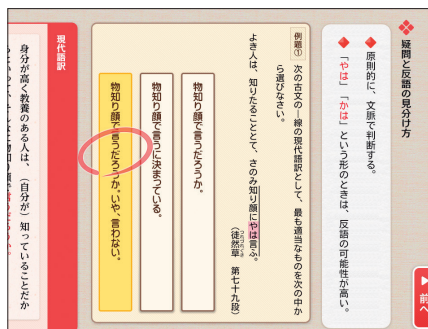 疑問と反語の見分け方
原則的に、文脈で判断する。
「やは」「かは」という形のときは、反語の可能性が高い。
例題①
次の古文の―線の現代語訳として、最も適当なものを次の中か
ら選びなさい。
よき人は、知りたることとて、さのみ知り顔にやは言ふ。
(徒然草 第七十九段)
つれづれぐさ
物知り顔で言うだろうか。
物知り顔で言うに決まっている。
物知り顔で言うだろうか。いや、言わない。
現代語訳
身分が高く教養のある人は、(自分が)知っていることだか
前へ